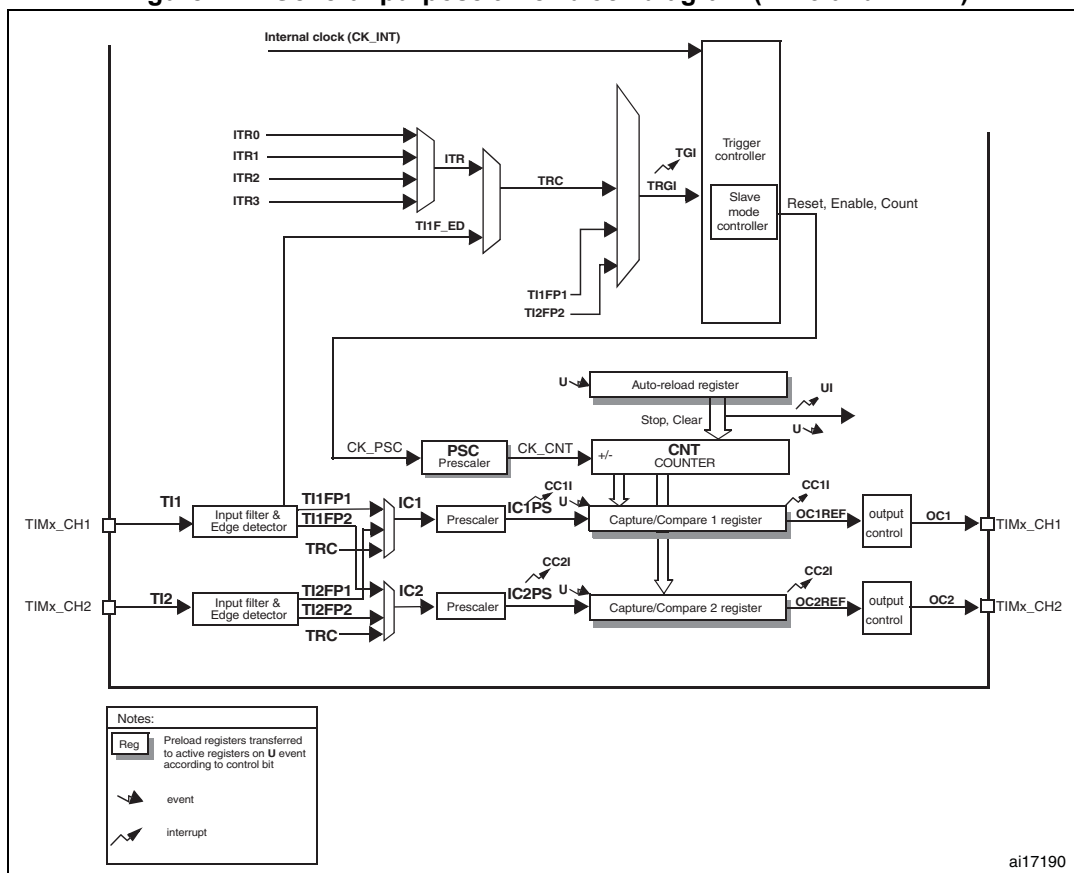 Internal clock (CK_INT)
Trigger
controller
ITR0
ITR1
ITR2
ITR3
ITR
TRC
TGI
TRGI
Slave
mode
controller
Reset, Enable, Count
TI1F_ED
TI1FP1
TI2FP2
U
Auto-reload register
UI
Stop, Clear
U
CK_PSC
PSC
Prescaler
CK_CNT
+/-
CNT
COUNTER
TIMx_CH1
TI1
Input filter &
Edge detector
TI1FP1
TI1FP2
TRC
IC1
Prescaler
CC1I
IC1PS
U
Capture/Compare 1 register
CC1I
OC1REF
output
control
OC1
TIMx_CH1
TIMx_CH2
TI2
Input filter &
Edge detector
TI2FP1
TI2FP2
TRC
IC2
Prescaler
CC2I
IC2PS
U
Capture/Compare 2 register
CC2I
OC2REF
output
control
OC2
TIMx_CH2
Notes:
Reg
Preload registers transferred
to active registers on U event
according to control bit
event
interrupt
ai17190